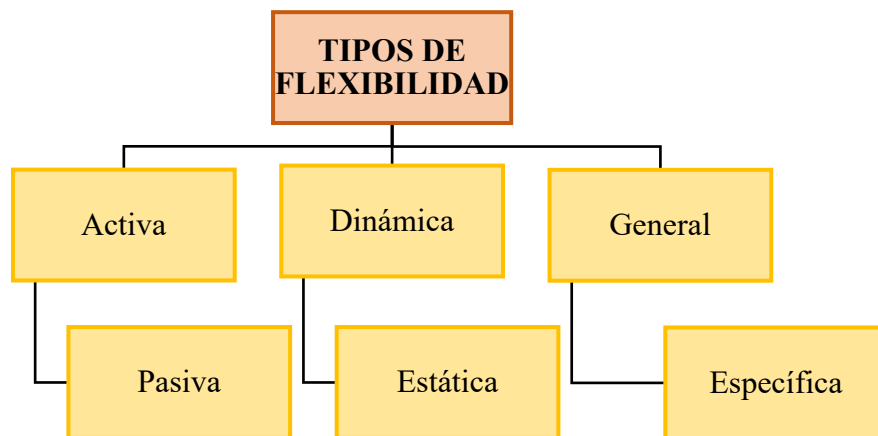 TIPOS DE
FLEXIBILIDAD
Activa
Dinámica
General
Pasiva
Estática
Específica